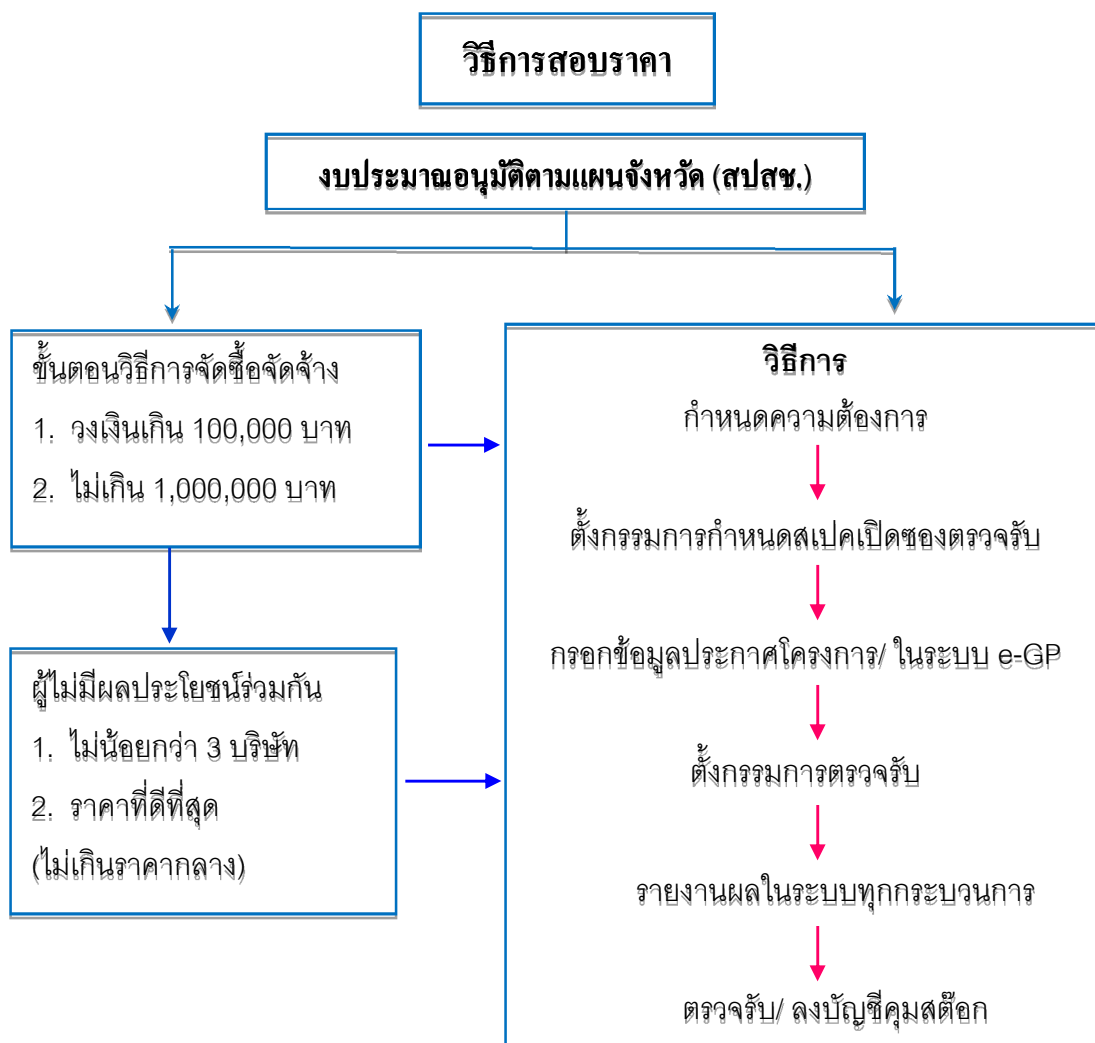 วิธีการสอบราคา
งบประมาณอนุมัติตามแผนจังหวัด (สปสช.)
ขั้นตอนวิธีการจัดซื้อจัดจ้าง
1. วงเงินเกิน 100,000 บาท
2. ไม่เกิน 1,000,000 บาท
ผู้ไม่มีผลประโยชน์ร่วมกัน
1. ไม่น้อยกว่า 3 บริษัท
2. ราคาที่ดีที่สุด
(ไม่เกินราคากลาง)
วิธีการ
กำหนดความต้องการ
ตั้งกรรมการกำหนดสเปคเปิดซองตรวจรับ
กรอกข้อมูลประกาศโครงการ/ ในระบบ e-GP
ตั้งกรรมการตรวจรับ
รายงานผลในระบบทุกกระบวนการ
ตรวจรับ/ ลงบัญชีคุมสต๊อก